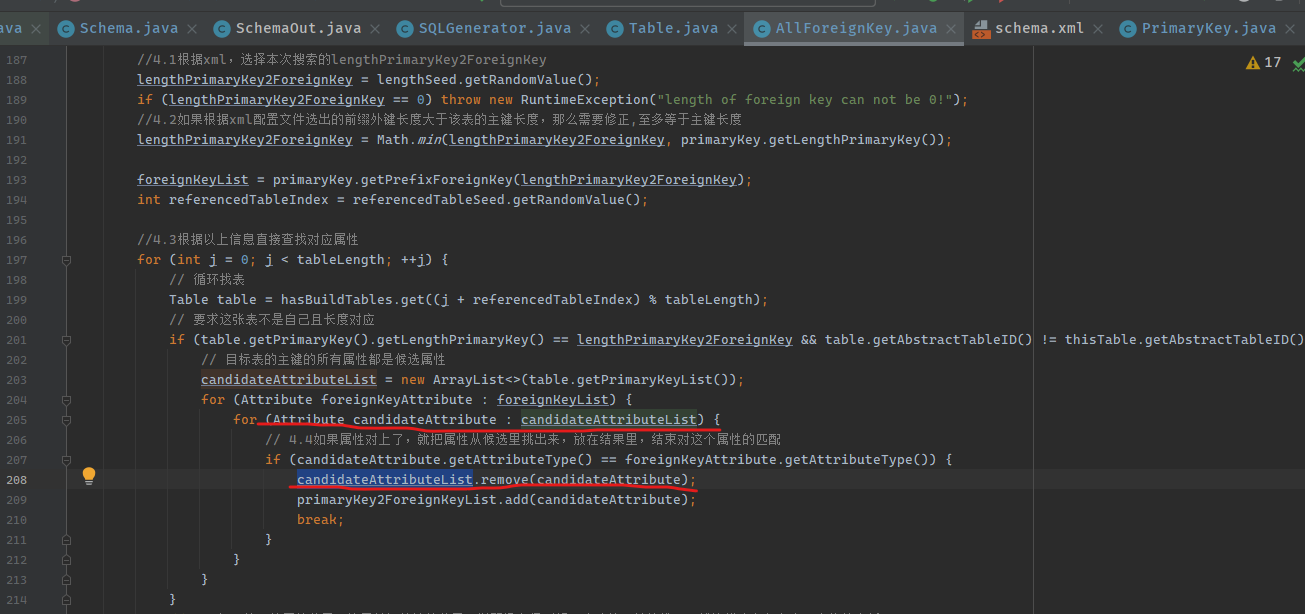 ava
Schema.java
SchemaOut.java
SQLGenerator.java
Table.java
AllForeignKey.java
schema.xml
PrimaryKey.java
17
187 //4.1根据xml，选择本次搜索的lengthPrimaryKey2ForeignKey
188 lengthPrimaryKey2ForeignKey = lengthSeed.getRandomValue();
189 if (lengthPrimaryKey2ForeignKey == 0) throw new RuntimeException("length of foreign key can not be 0!");
190 //4.2如果根据xml配置文件选出的前缀外键长度大于该表的主键长度，那么需要修正,至多等于主键长度
191 lengthPrimaryKey2ForeignKey = Math.min(lengthPrimaryKey2ForeignKey, primaryKey.getLengthPrimaryKey());
192
193 foreignKeyList = primaryKey.getPrefixForeignKey(lengthPrimaryKey2ForeignKey);
194 int referencedTableIndex = referencedTableSeed.getRandomValue();
195
196 //4.3根据以上信息直接查找对应属性
197 for (int j = 0; j < tableLength; ++j) {
198 // 循环找表
199 Table table = hasBuildTables.get((j + referencedTableIndex) % tableLength);
200 // 要求这张表不是自己且长度对应
201 if (table.getPrimaryKey().getLengthPrimaryKey() == lengthPrimaryKey2ForeignKey && table.getAbstractTableID() != thisTable.getAbstractTableID()
202 // 目标表的主键的所有属性都是候选属性
203 candidateAttributeList = new ArrayList<>(table.getPrimaryKeyList());
204 for (Attribute foreignKeyAttribute : foreignKeyList) {
205 for (Attribute candidateAttribute : candidateAttributeList) {
206 // 4.4如果属性对上了，就把属性从候选里挑出来，放在结果里，结束对这个属性的匹配
207 if (candidateAttribute.getAttributeType() == foreignKeyAttribute.getAttributeType()) {
208 candidateAttributeList.remove(candidateAttribute);
209 primaryKey2ForeignKeyList.add(candidateAttribute);
210 break;
211 }
212 }
213 }
214 }